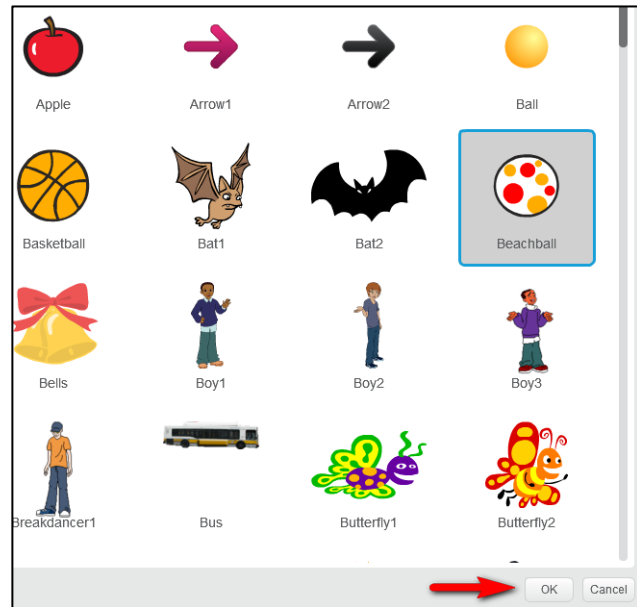 Apple Arrow1 Arrow2 Ball
Basketball Bat1 Bat2 Beachball
Bells Boy1 Boy2 Boy3
Breakdancer1 Bus Butterfly1 Butterfly2
OK Cancel